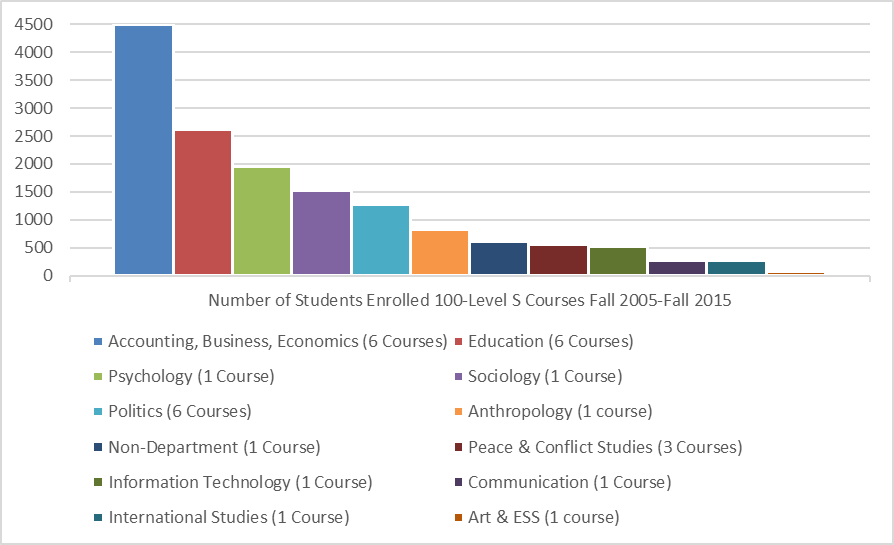 4500
4000
3500
3000
2500
2000
1500
1000
500
0
Number of Students Enrolled 100-Level S Courses Fall 2005-Fall 2015
Accounting, Business, Economics (6 Courses) Education (6 Courses)
Psychology (1 Course) Sociology (1 Course)
Politics (6 Courses) Anthropology (1 course)
Non-Department (1 Course) Peace & Conflict Studies (3 Courses)
Information Technology (1 Course) Communication (1 Course)
International Studies (1 Course) Art & ESS (1 course)